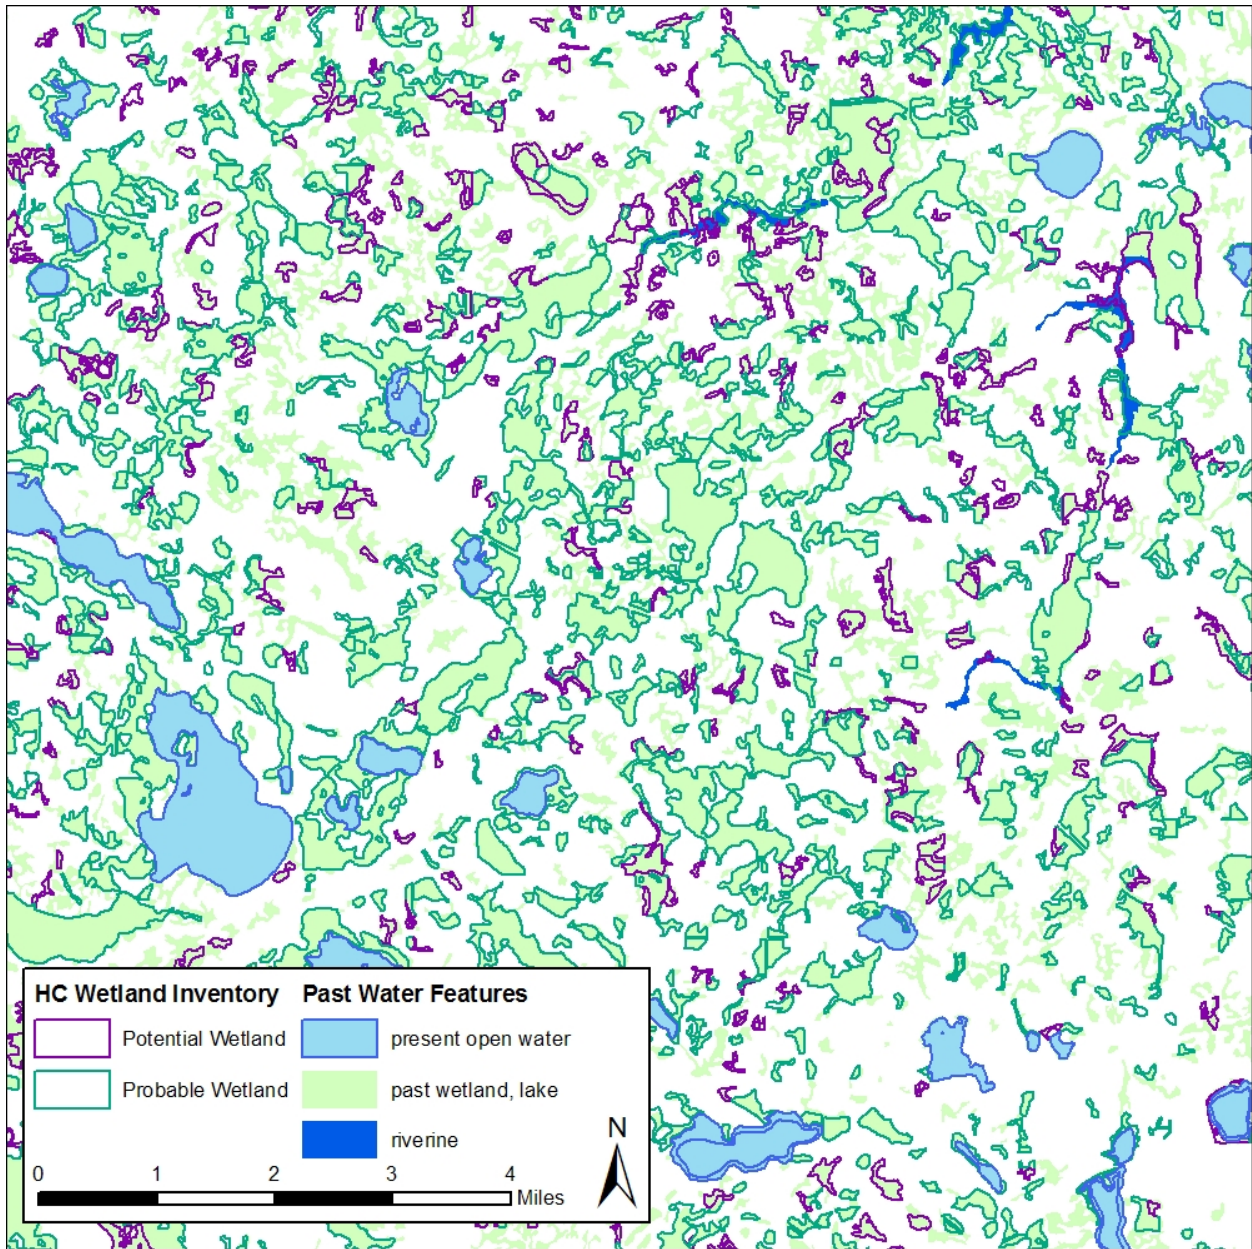 HC Wetland Inventory Past Water Features
Potential Wetland present open water
Probable Wetland past wetland, lake
riverine
N
0 1 2 3 4
Miles